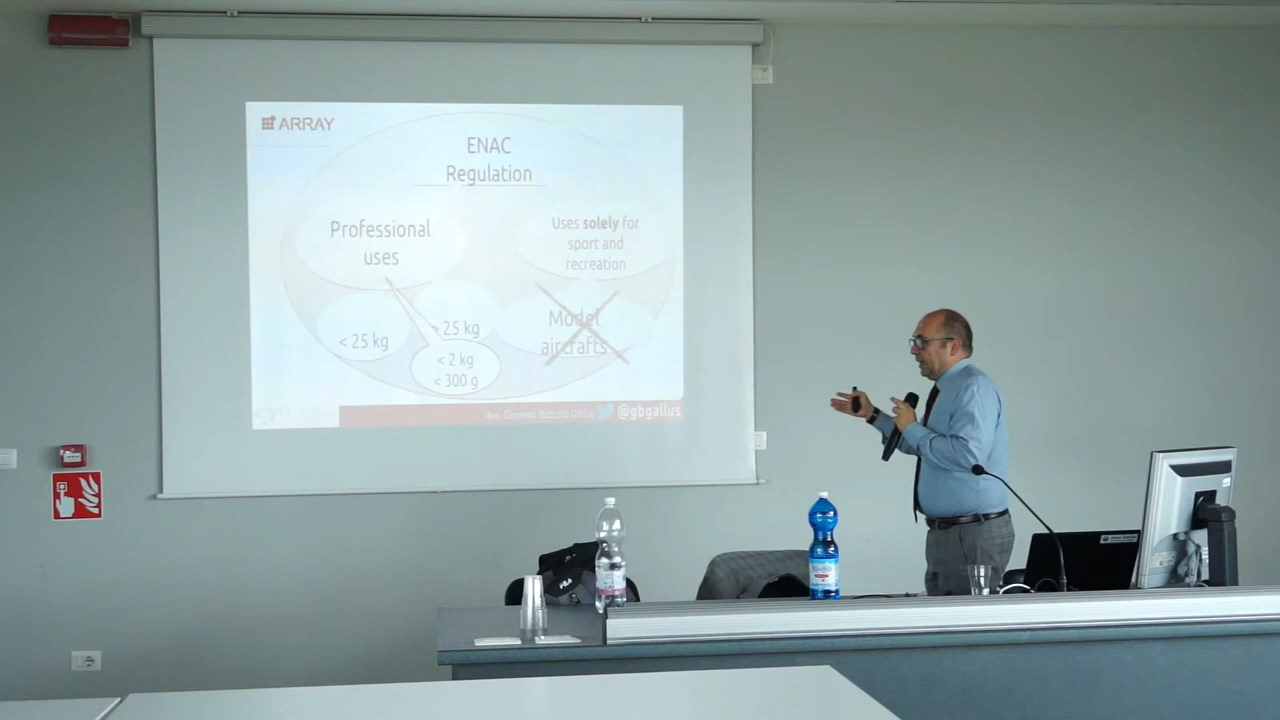 ARRAY
ENAC
Regulation
Professional
uses
Uses solely for
sport and
recreation
< 25 kg
25 kg
Model
aircrafts
< 2 kg
< 300 g
Avv. Giovanni Battista Gallus
@gbgallus
FILA